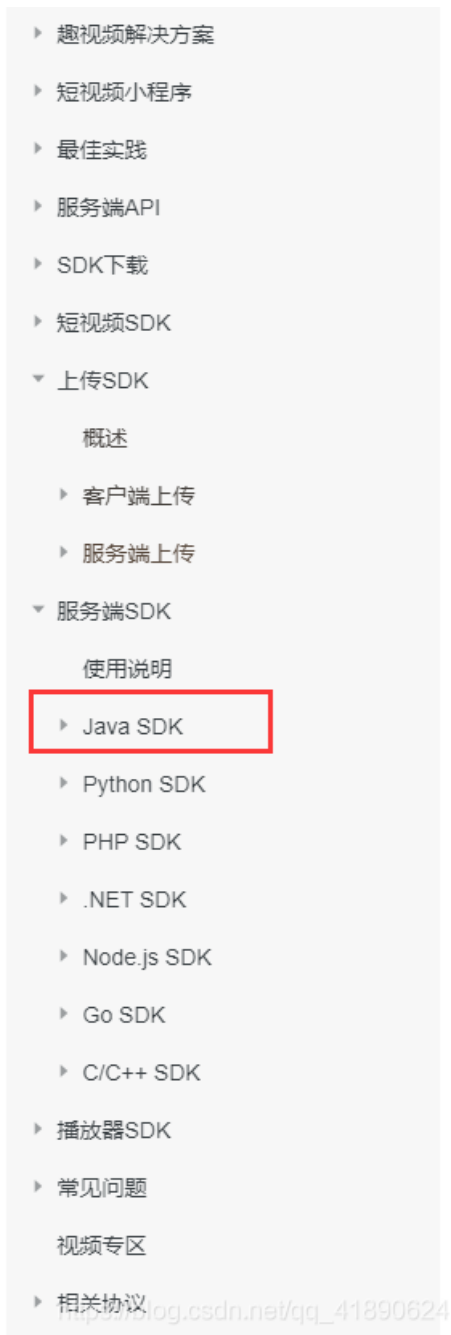 趣视频解决方案
短视频小程序
最佳实践
服务端API
SDK下载
短视频SDK
上传SDK
概述
客户端上传
服务端上传
服务端SDK
使用说明
Java SDK
Python SDK
PHP SDK
.NET SDK
Node.js SDK
Go SDK
C/C++ SDK
播放器SDK
常见问题
视频专区
相关协议
https://blog.csdn.net/qq_41890624